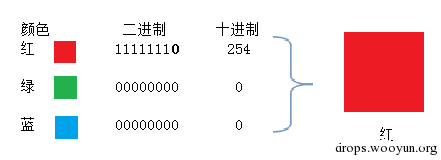 颜色 二进制 十进制
红 11111110 254
绿 00000000 0
蓝 00000000 0
红
drops.wooyun.org